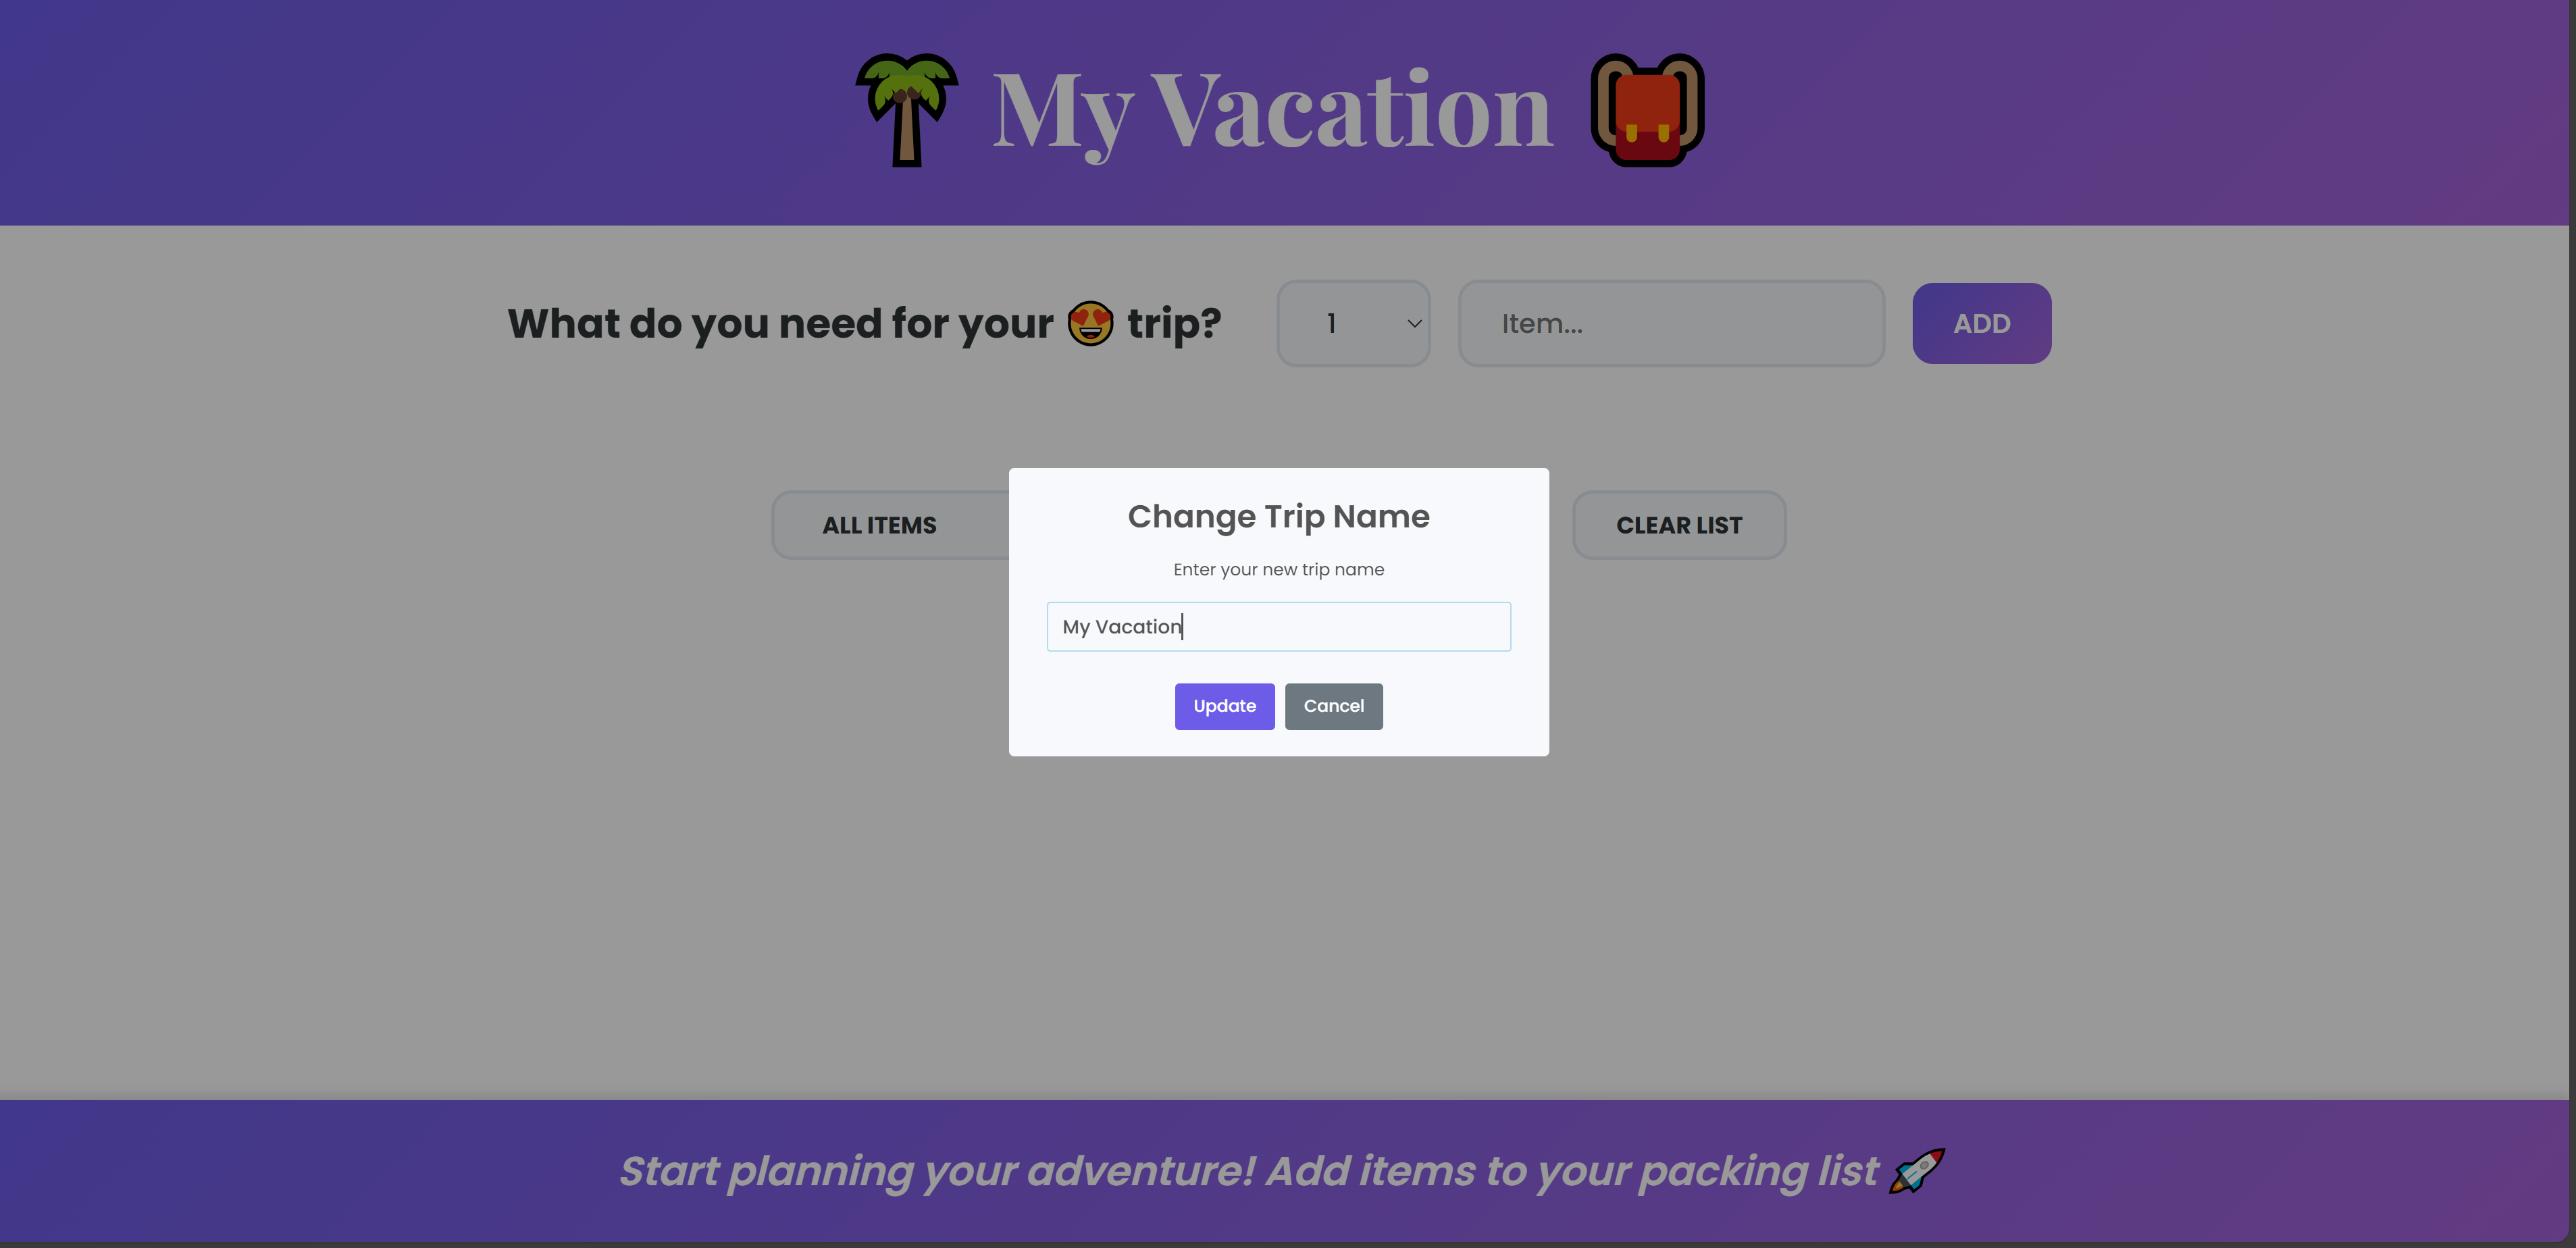 My Vacation
What do you need for your 😍 trip?
1
Item...
ADD
ALL ITEMS
CLEAR LIST
Change Trip Name
Enter your new trip name
My Vacation
Update
Cancel
Start planning your adventure! Add items to your packing list 🚀